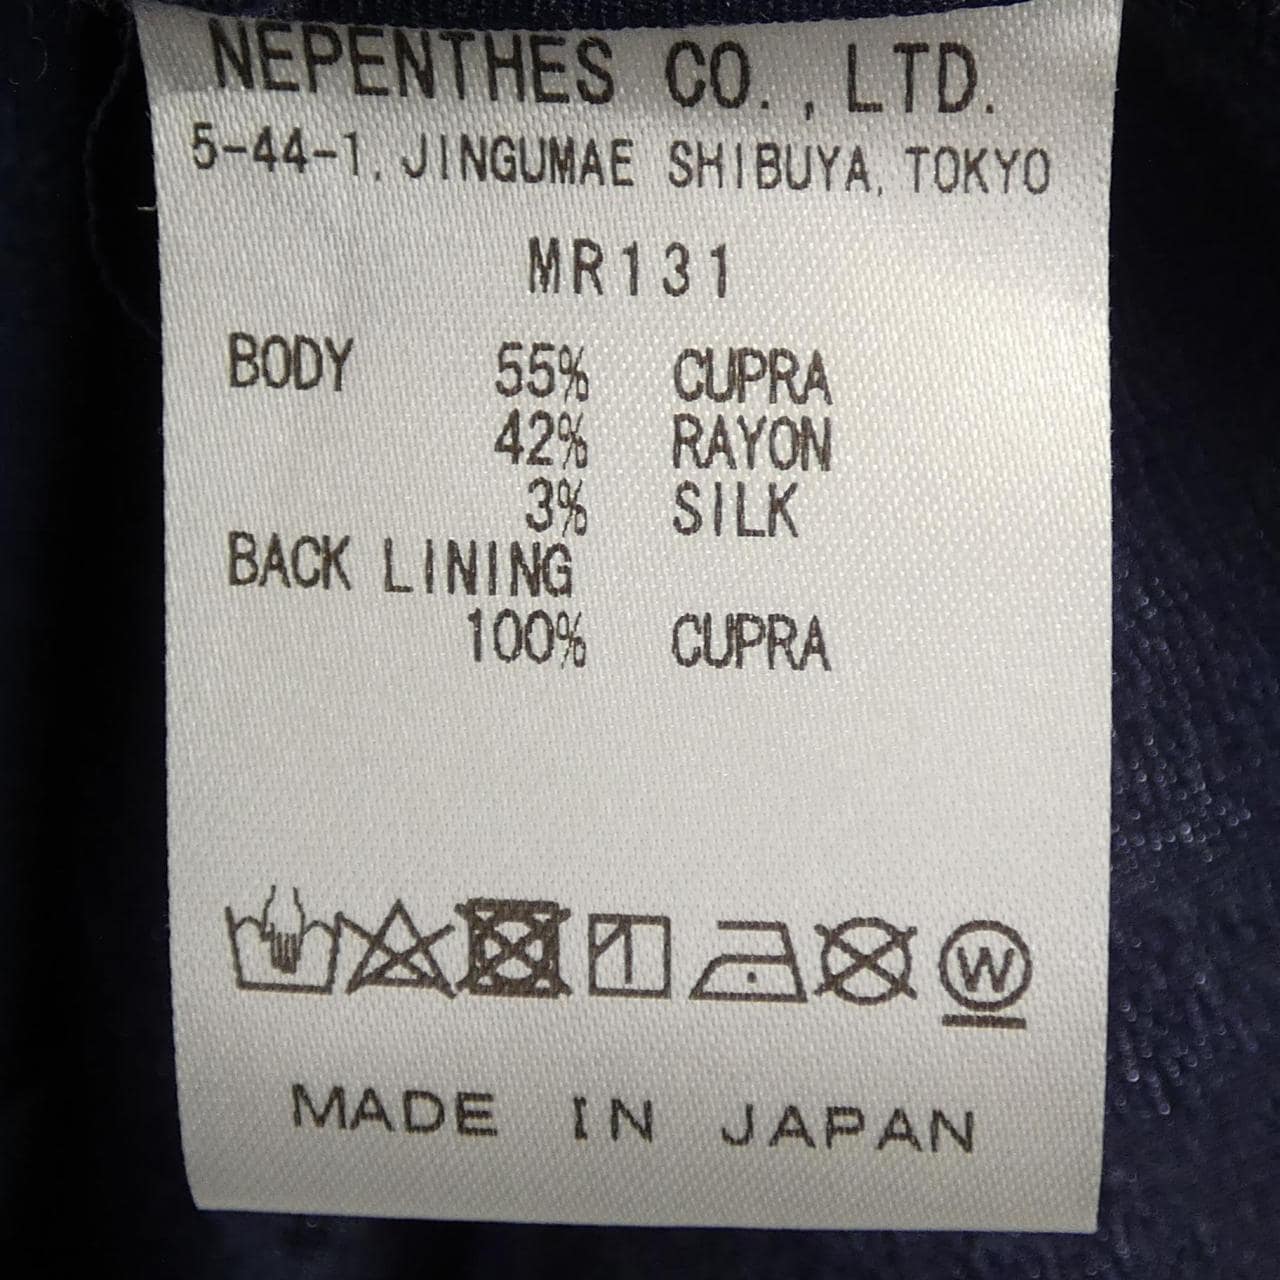 NEPENTHES CO., LTD.
5-44-1, JINGUMAE SHIBUYA, TOKYO
MR131
BODY 55% CUPRA
42% RAYON
3% SILK
BACK LINING
100% CUPRA
W
MADE IN JAPAN